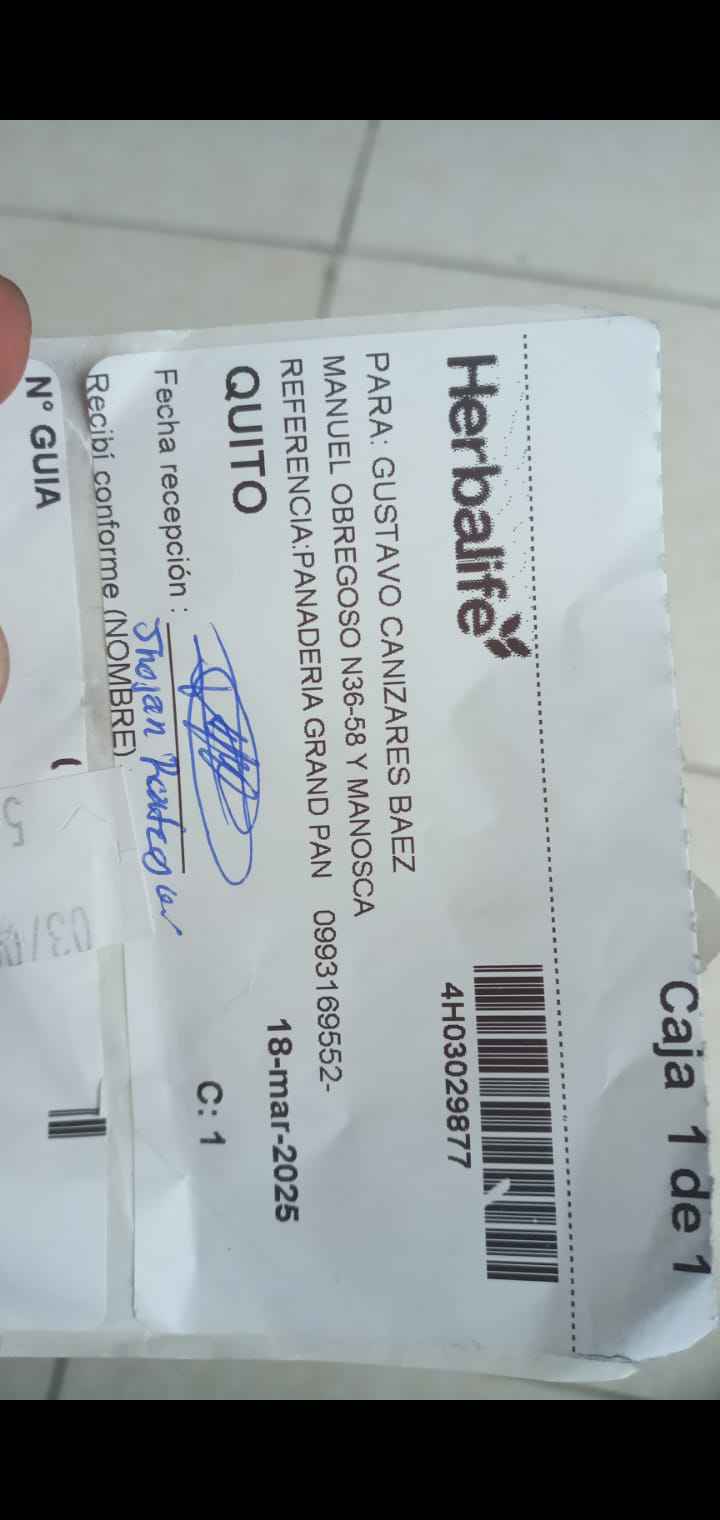 Caja 1 de 1
Herbalife
4H03029877
PARA: GUSTAVO CANIZARES BAEZ
MANUEL OBREGOSO N36-58 Y MANOSCA
REFERENCIA:PANADERIA GRAND PAN 0993169552-
QUITO
18-mar-2025
Fecha recepción :
C: 1
Recibí conforme (NOMBRE)
N° GUIA